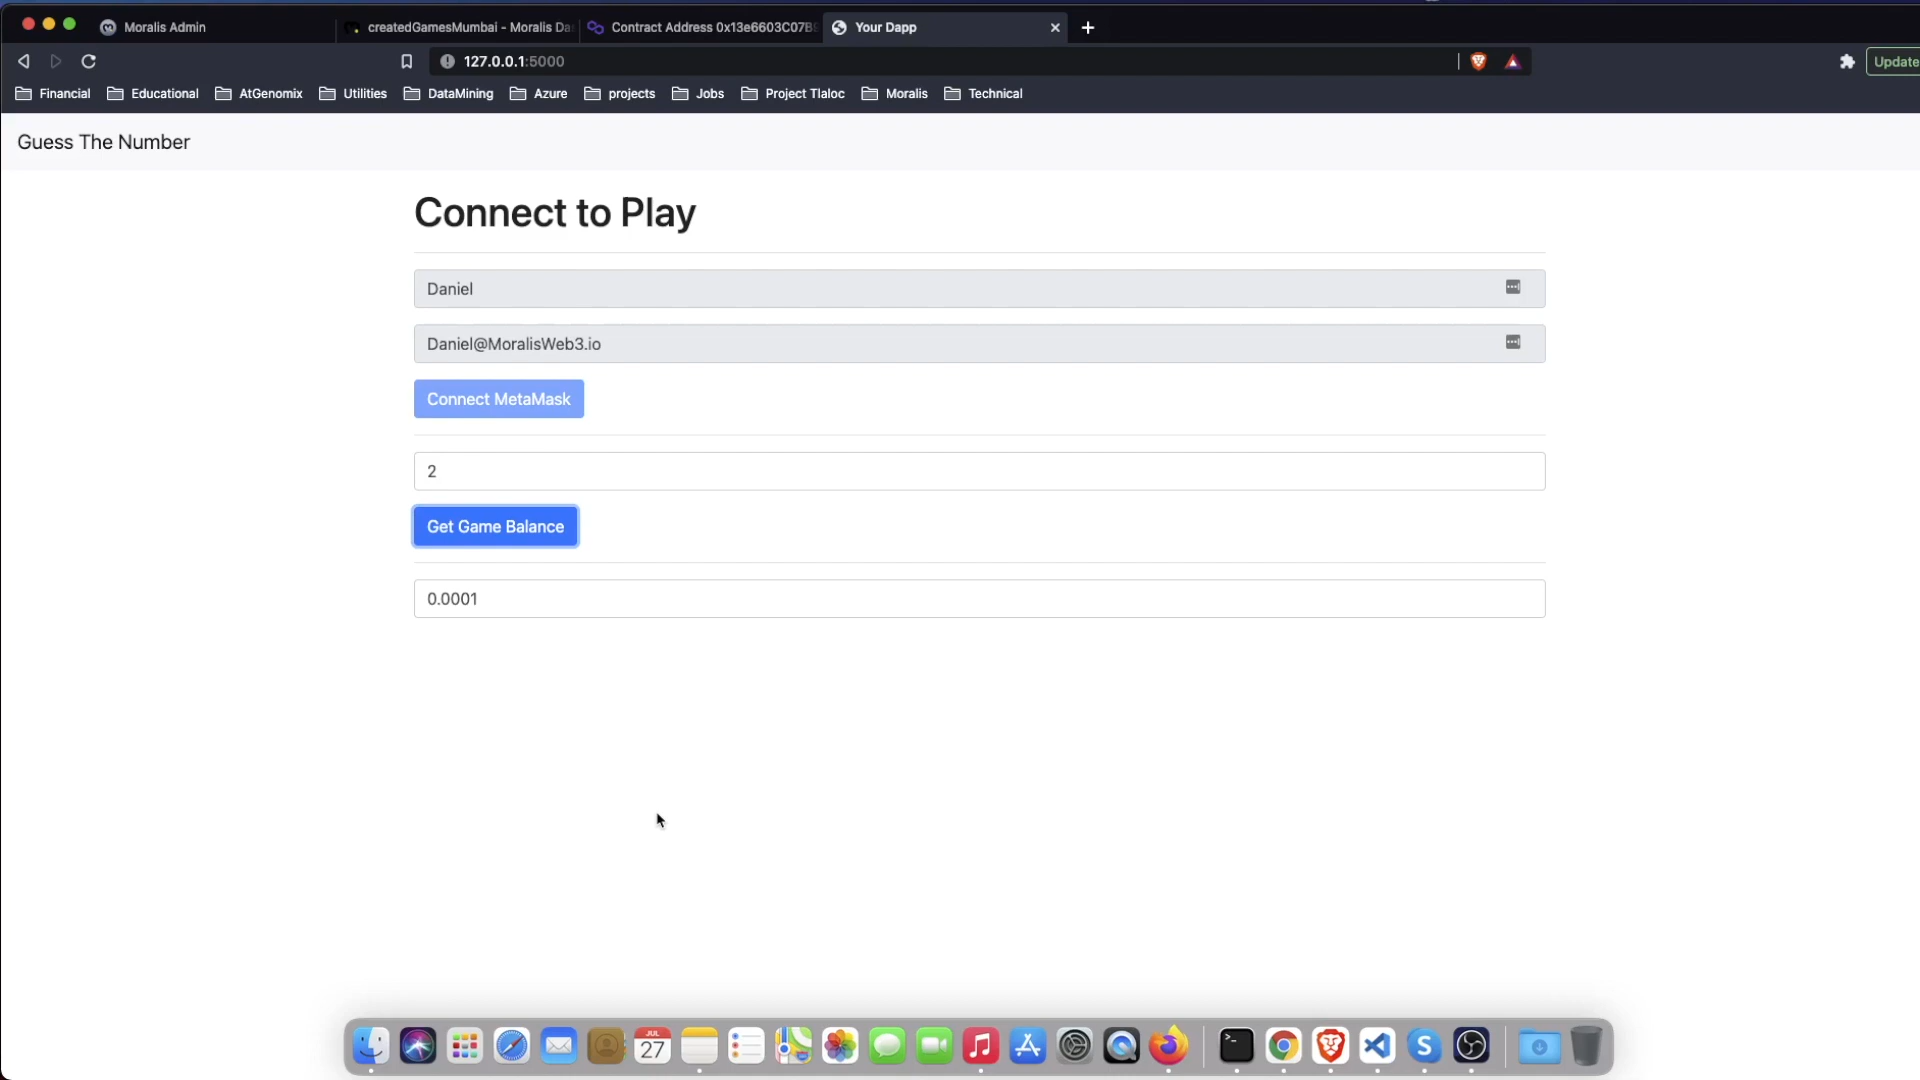 Moralis Admin
createdGamesMumbai - Moralis Da
Contract Address 0x13e6603C07B
Your Dapp
127.0.0.1:5000
Update
Financial
Educational
AtGenomix
Utilities
DataMining
Azure
projects
Jobs
Project Tlaloc
Moralis
Technical
Guess The Number
Connect to Play
Daniel
Daniel@MoralisWeb3.io
Connect MetaMask
2
Get Game Balance
0.0001
JUL
27